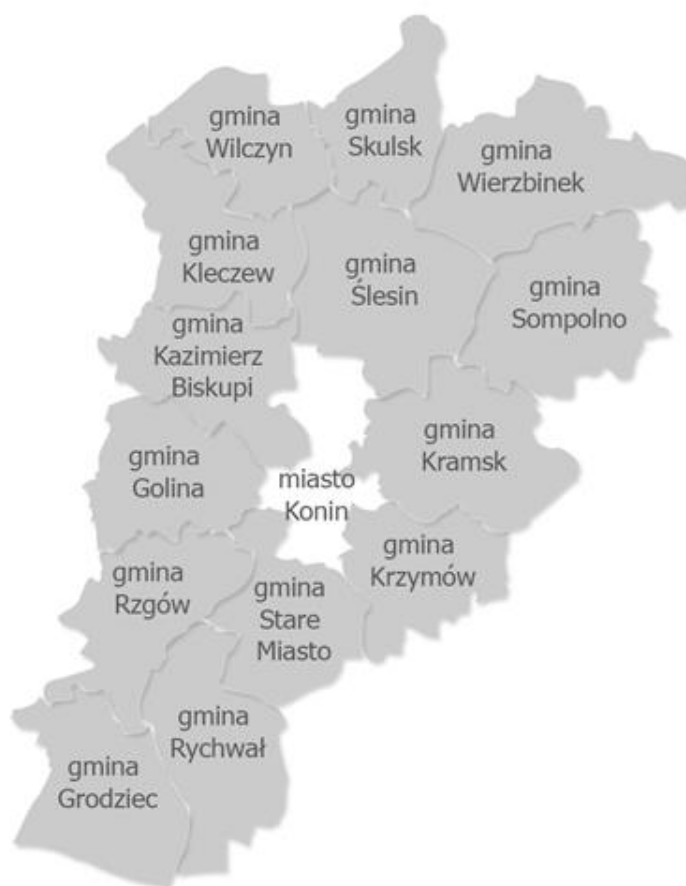 gmina
Wilczyn
gmina
Skulsk
gmina
Wierzbinek
gmina
Kleczew
gmina
Ślesin
gmina
Sompolno
gmina
Kazimierz
Biskupi
gmina
Golina
gmina
Kramsk
miasto
Konin
gmina
Krzymów
gmina
Rzgów
gmina
Stare
Miasto
gmina
Rychwał
gmina
Grodziec